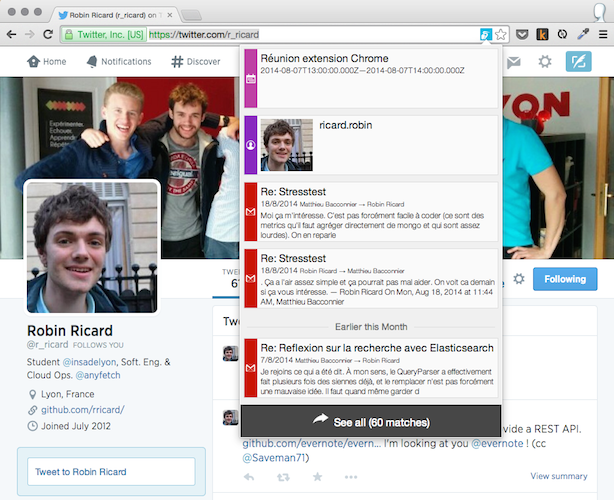 Robin Ricard (r_ricard) on T
Twitter, Inc. [US]
https://twitter.com/r_ricard
Home
Notifications
# Discover
Expérimenter.
Échouer.
Apprendre.
YON
Réunion extension Chrome
2014-08-07T13:00:00.000Z—2014-08-07T14:00:00.000Z
ricard.robin
Re: Stresstest
18/8/2014 Matthieu Bacconnier → Robin Ricard
Moi ça m'intéresse. C'est pas forcément facile à coder (ce sont des
metrics qu'il faut agréger directement de mongo et qui sont assez
lourdes). On en reparle
Re: Stresstest
18/8/2014 Robin Ricard → Matthieu Bacconnier
. Ça a l'air assez simple et ça pourrait pas mal aider. On voit ca demain
si ça vous intéresse. — Robin Ricard On Mon, Aug 18, 2014 at 11:44
AM, Matthieu Bacconnier
Earlier this Month
Re: Reflexion sur la recherche avec Elasticsearch
7/8/2014 Matthieu Bacconnier → Robin Ricard
Je rejoins ce qui a été dit. À mon sens, le QueryParser a effectivement
fait plusieurs fois des siennes déjà, et le remplacer n'est pas forcément
une mauvaise idée. Il faut quand même garder d
See all (60 matches)
TWEE
6
Following
Robin Ricard
@r_ricard FOLLOWS YOU
Student @insadelyon, Soft. Eng. &
Cloud Ops. @anyfetch
Lyon, France
github.com/rricard/
Joined July 2012
Tweet to Robin Ricard
Twe
vide a REST API.
github.com/evernote/evern... I'm looking at you @evernote ! (cc
@Saveman71)
View summary